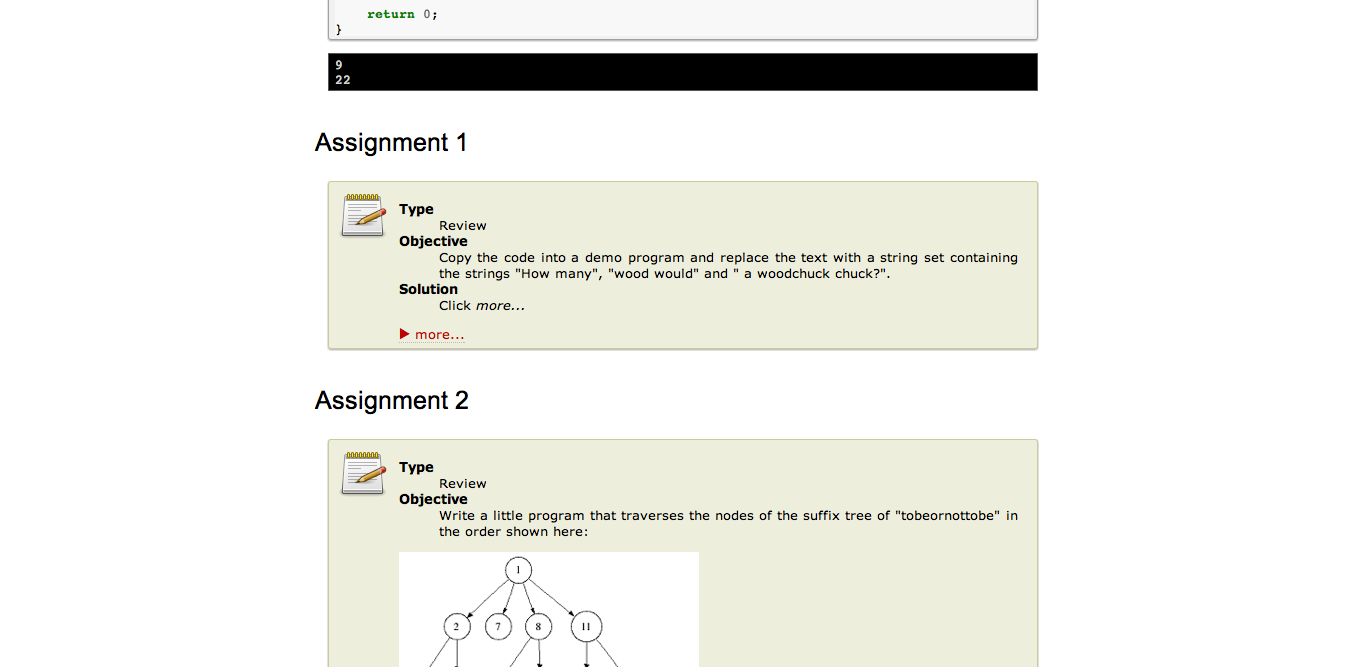 return 0;
}
9
22
Assignment 1
Type
Review
Objective
Copy the code into a demo program and replace the text with a string set containing
the strings "How many", "wood would" and " a woodchuck chuck?".
Solution
Click more...
more...
Assignment 2
Type
Review
Objective
Write a little program that traverses the nodes of the suffix tree of "tobeornottobe" in
the order shown here:
1
2 7 8 11